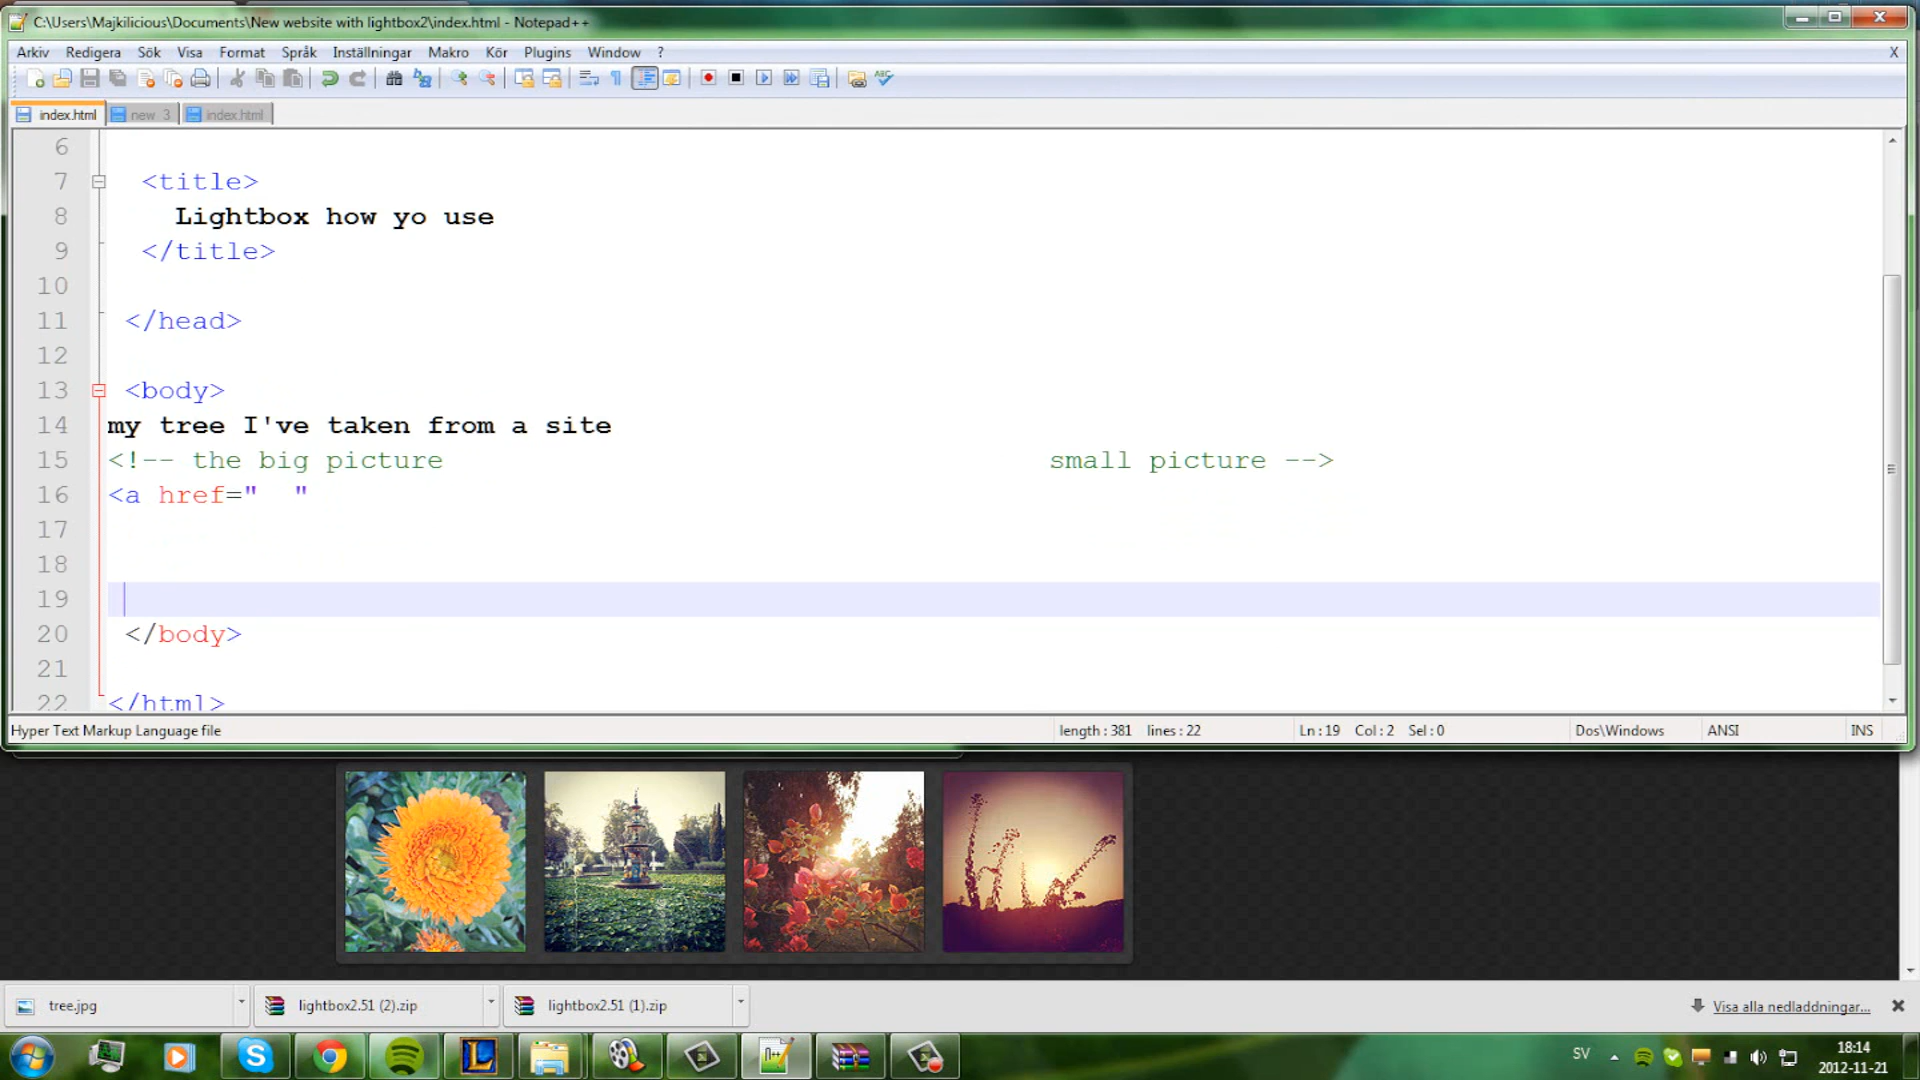 C:\Users\Majkilicious\Documents\New website with lightbox2\index.html - Notepad++
Arkiv Redigera Sök Visa Format Språk Inställningar Makro Kör Plugins Window ? X
index.html new 3 index.html
6
7 <title>
8 Lightbox how yo use
9 </title>
10
11 </head>
12
13 <body>
14 my tree I've taken from a site
15 <!-- the big picture small picture -->
16 <a href=" "
17
18
19
20 </body>
21
22 </html>
Hyper Text Markup Language file length : 381 lines : 22 Ln : 19 Col : 2 Sel : 0 Dos\Windows ANSI INS
tree.jpg lightbox2.51 (2).zip lightbox2.51 (1).zip Visa alla nedladdningar...
SV 18:14
2012-11-21